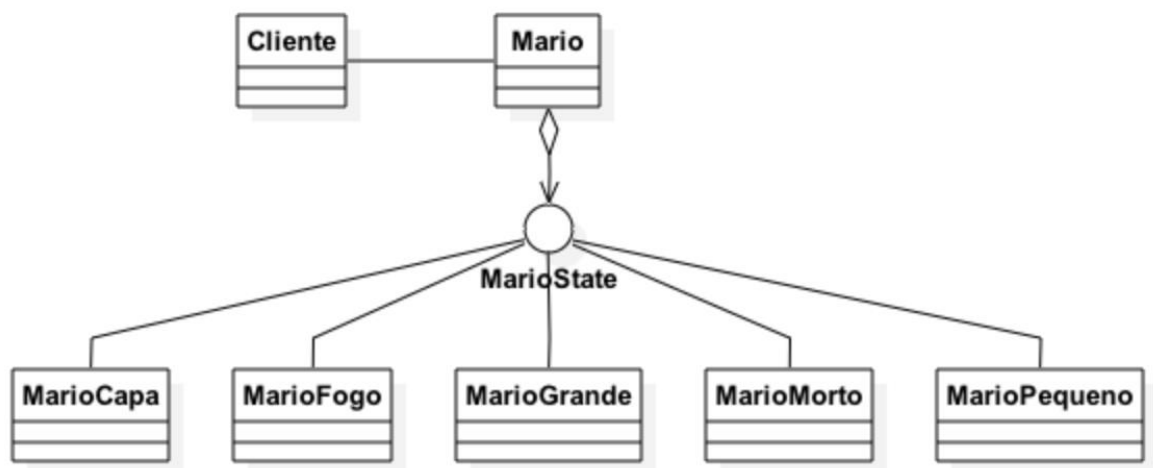 Cliente
Mario
MarioState
MarioCapa
MarioFogo
MarioGrande
MarioMorto
MarioPequeno